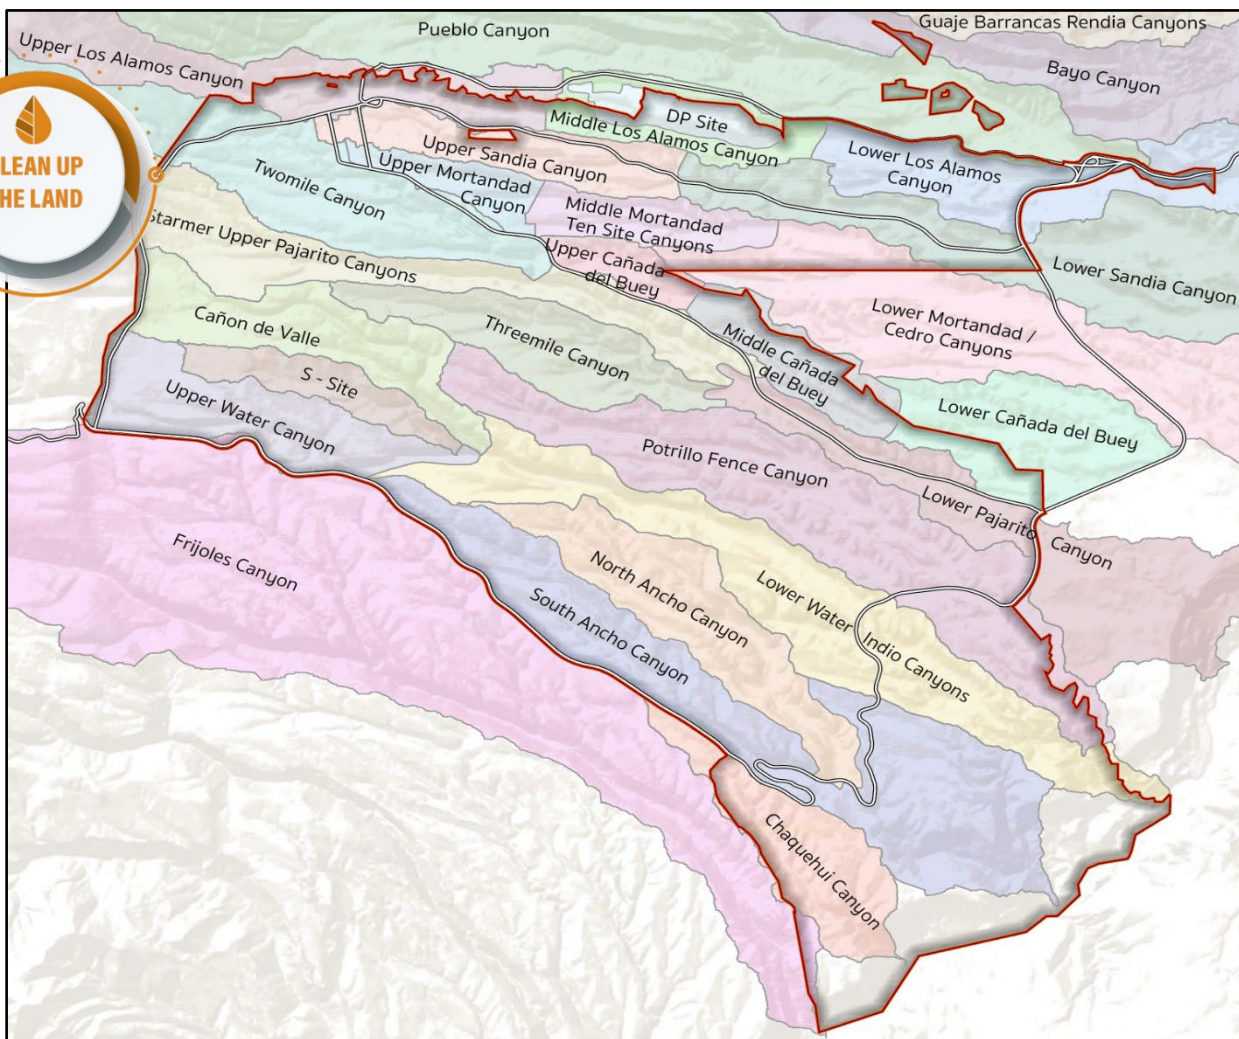 Guaje Barrancas Rendia Canyons
Pueblo Canyon
Upper Los Alamos Canyon
Bayo Canyon
LEAN UP
HE LAND
DP Site
Middle Los Alamos Canyon
Lower Los Alamos
Canyon
Upper Sandia Canyon
Twomile Canyon
Upper Mortandad
Canyon
Middle Mortandad
Ten Site Canyons
Starmer Upper Pajarito Canyons
Upper Cañada
del Buey
Lower Sandia Canyon
Lower Mortandad /
Cedro Canyons
Cañon de Valle
Threemile Canyon
Middle Cañada
del Buey
S - Site
Upper Water Canyon
Lower Cañada del Buey
Potrillo Fence Canyon
Lower Pajarito Canyon
Frijoles Canyon
North Ancho Canyon
South Ancho Canyon
Lower Water Indio Canyons
Chaquehui Canyon